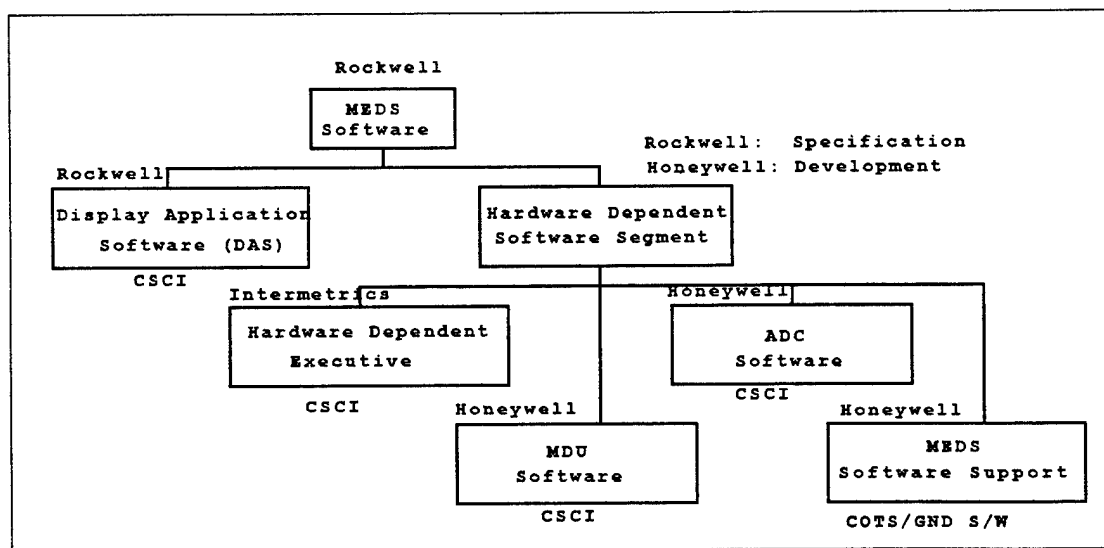 Rockwell
MEDS
Software
Rockwell: Specification
Honeywell: Development
Rockwell
Display Application
Software (DAS)
CSCI
Hardware Dependent
Software Segment
Intermetrics
Hardware Dependent
Executive
CSCI
Honeywell
ADC
Software
CSCI
Honeywell
MDU
Software
CSCI
Honeywell
MEDS
Software Support
COTS/GND S/W